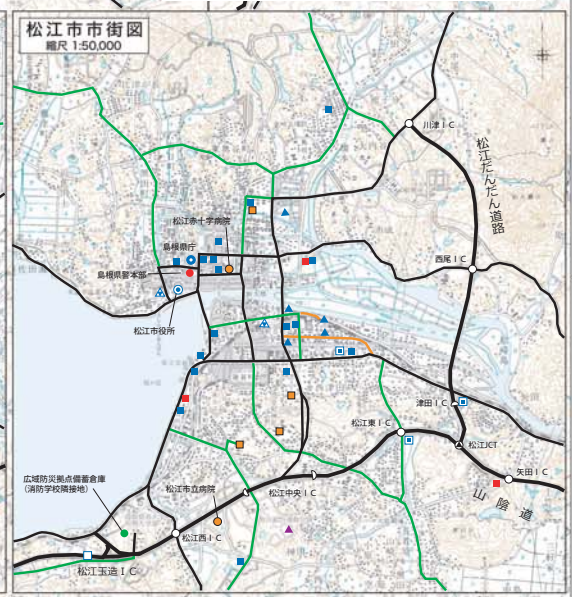 松江市市街図
縮尺 1:50,000
川津ＩＣ
松江だんだん道路
松江赤十字病院
島根県庁
島根県警本部
西尾ＩＣ
松江市役所
津田ＩＣ
松江東ＩＣ
松江JCT
矢田ＩＣ
山陰道
広域防災拠点備蓄倉庫
（消防学校隣接地）
松江市立病院
松江中央ＩＣ
松江西ＩＣ
松江玉造ＩＣ